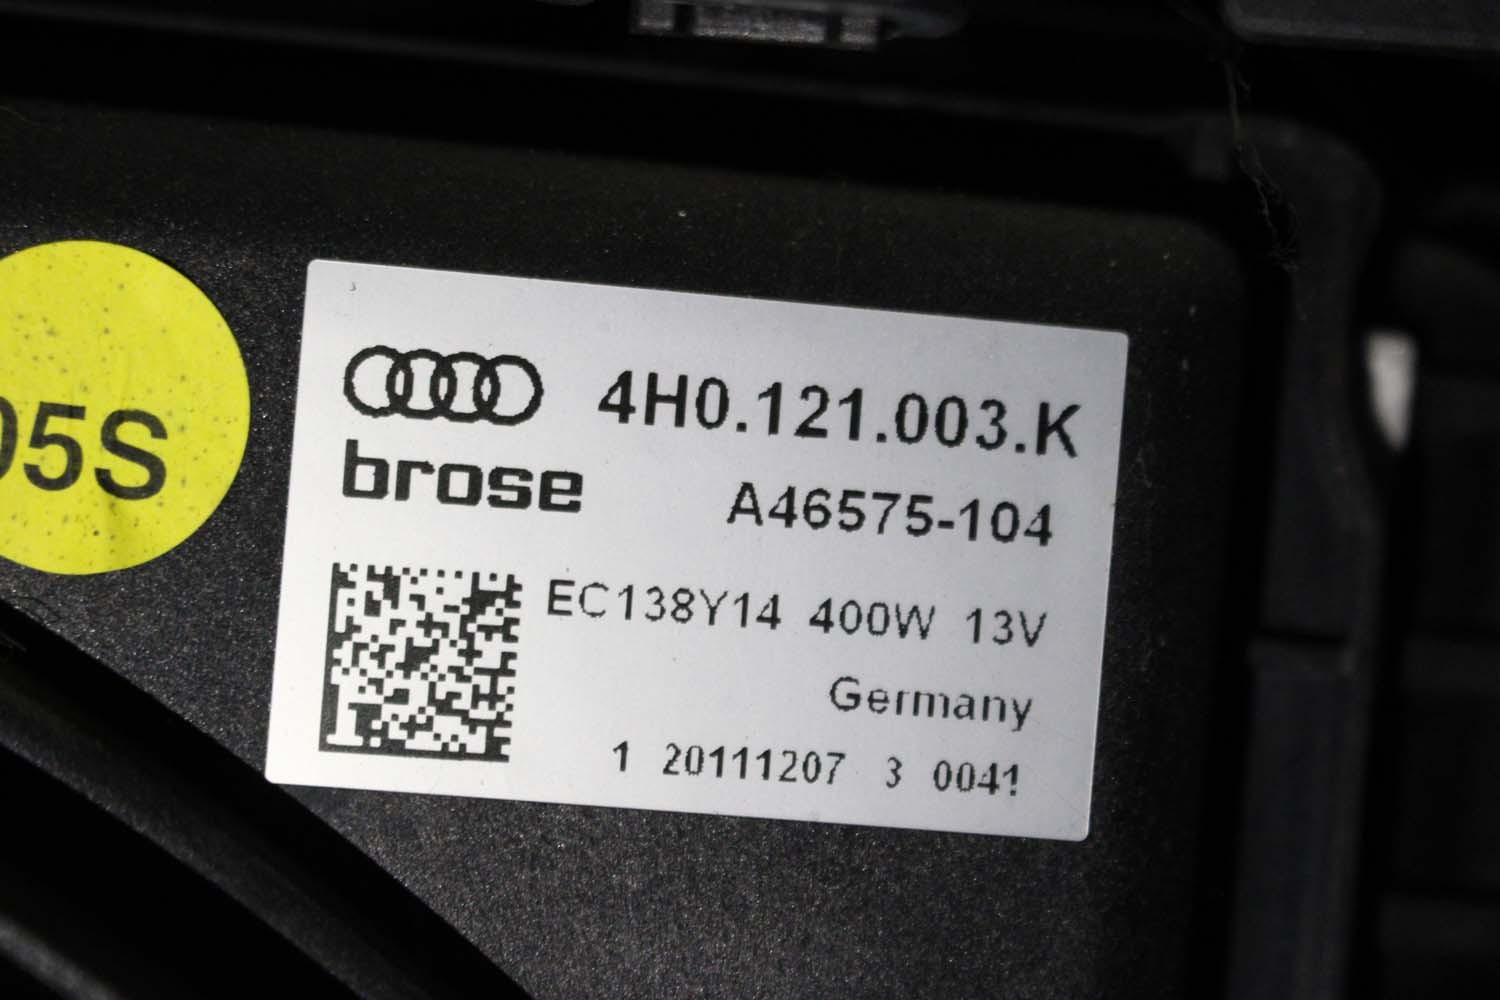 4H0.121.003.K
brose
A46575-104
05S
EC138Y14 400W 13V
Germany
1 20111207 3 0041